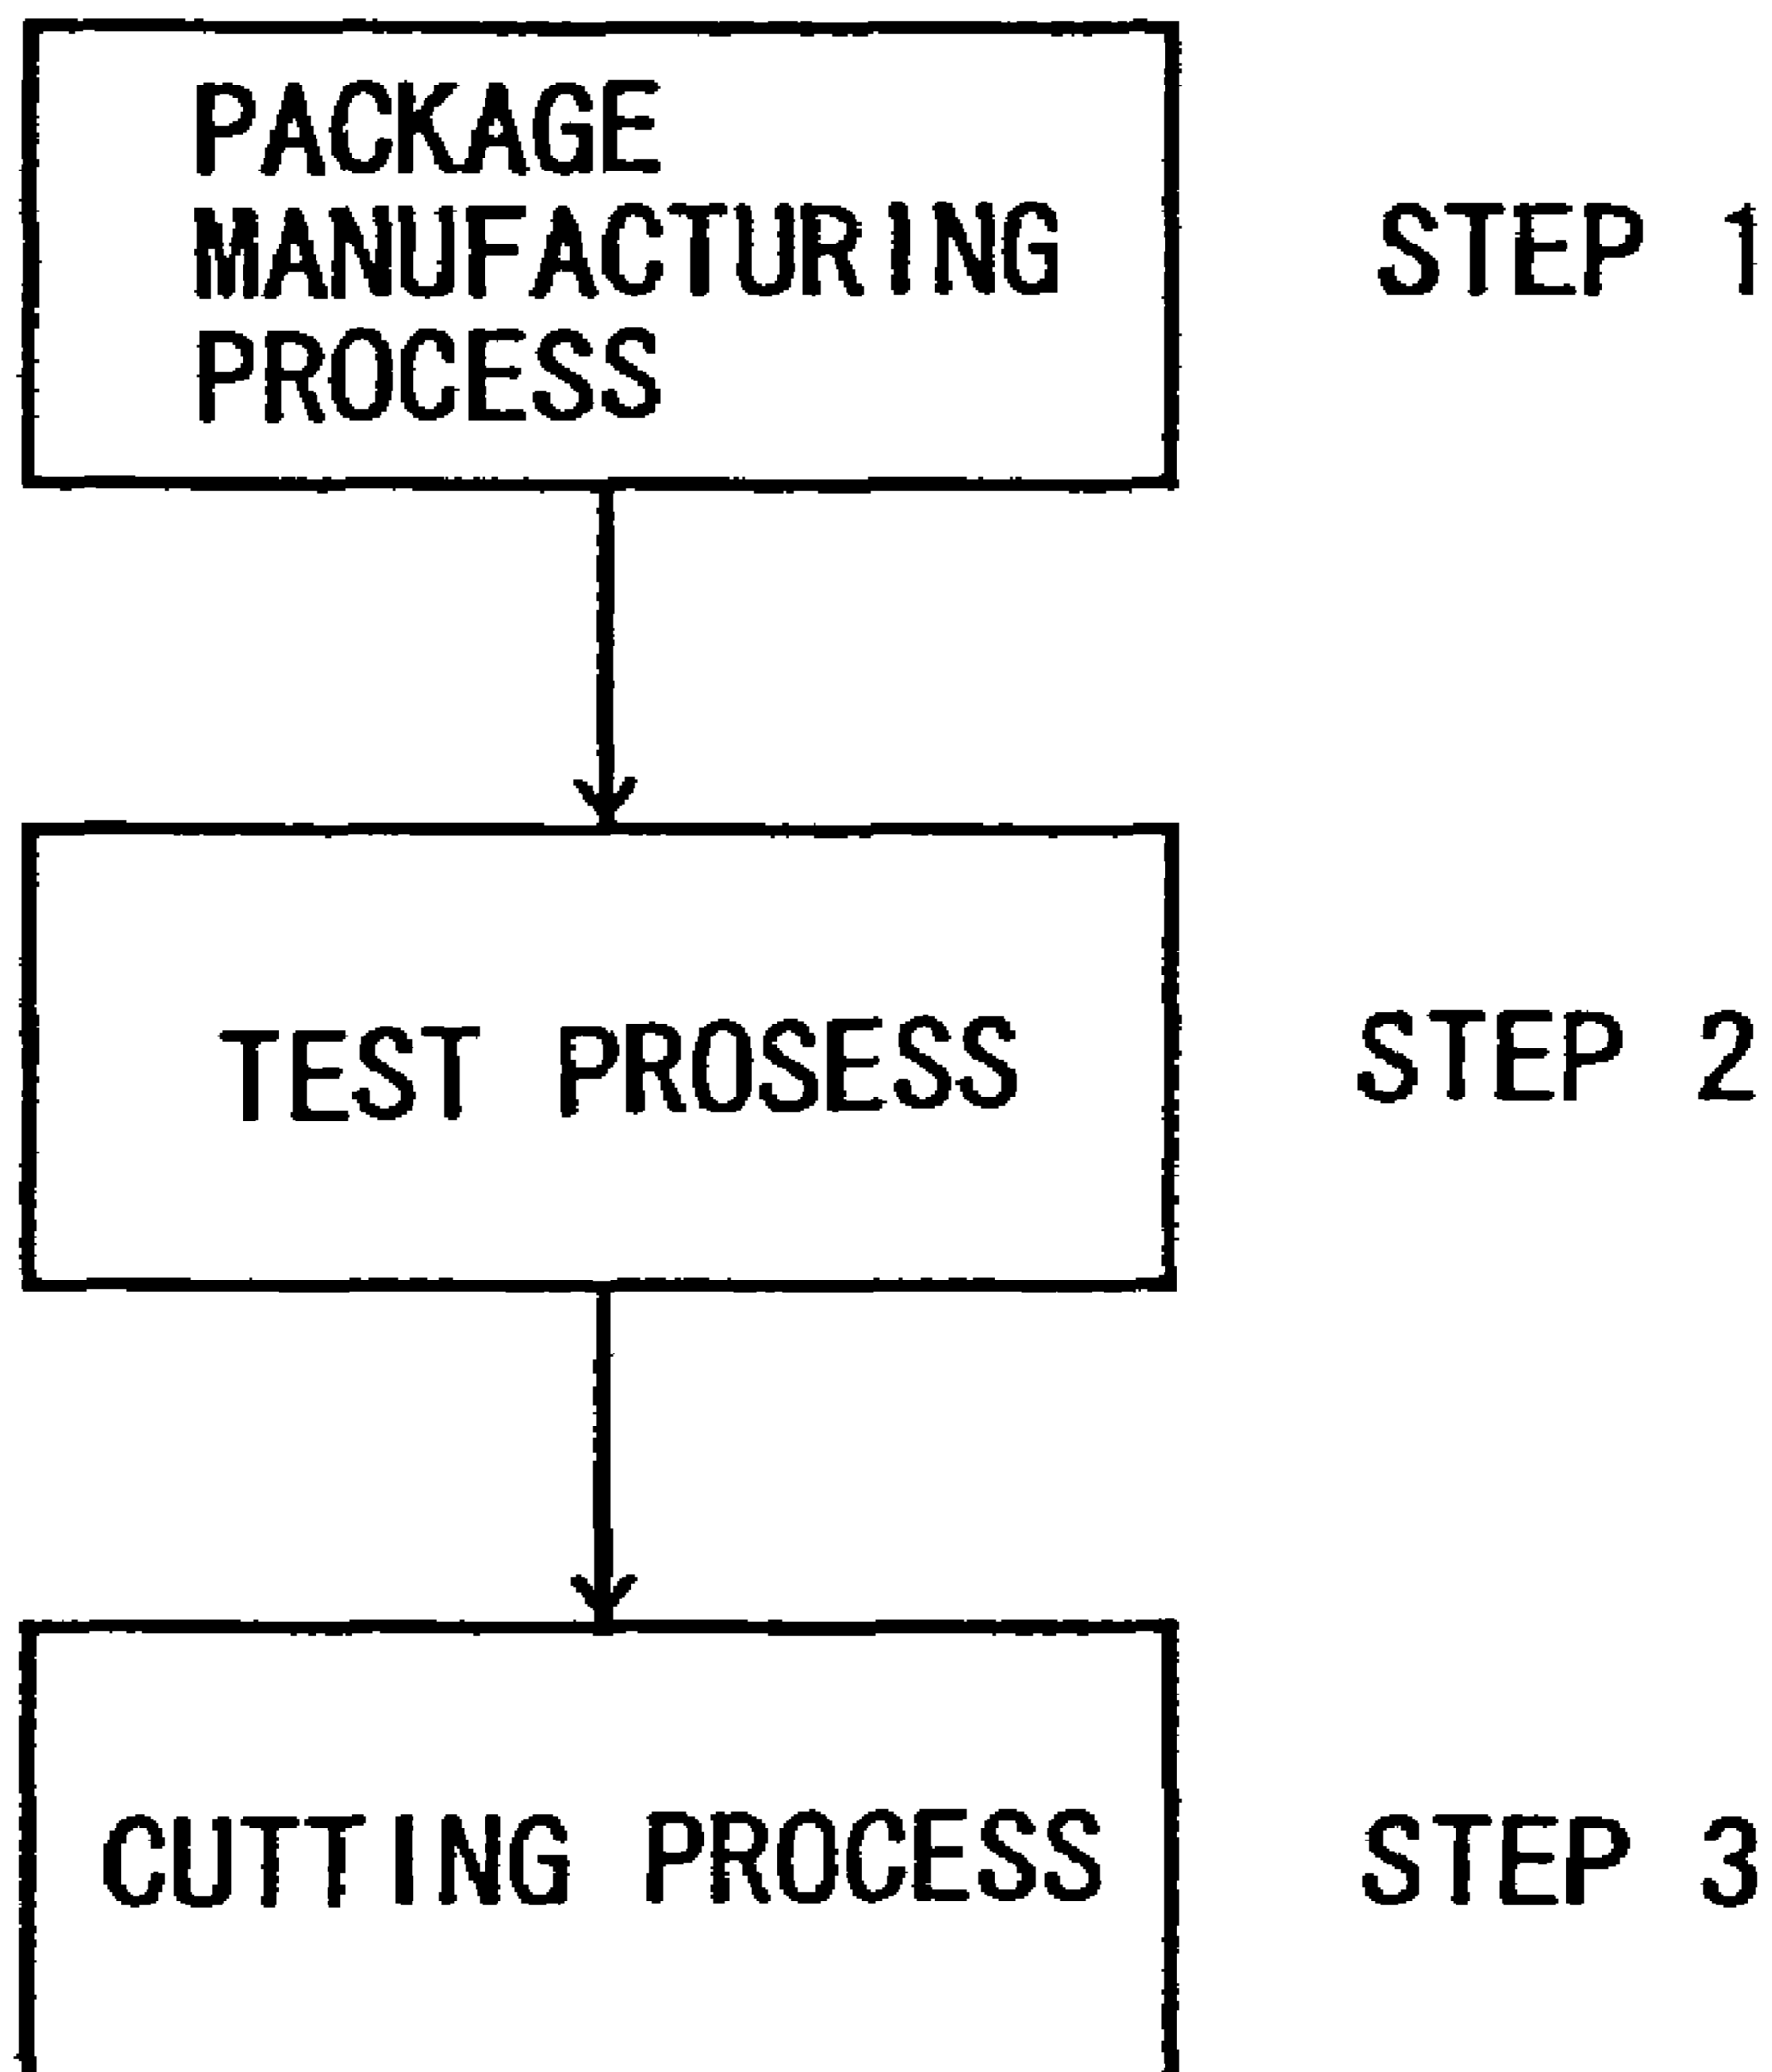 PACKAGE
MANUFACTURING
PROCESS
STEP 1
TEST PROSESS
STEP 2
CUTTING PROCESS
STEP 3